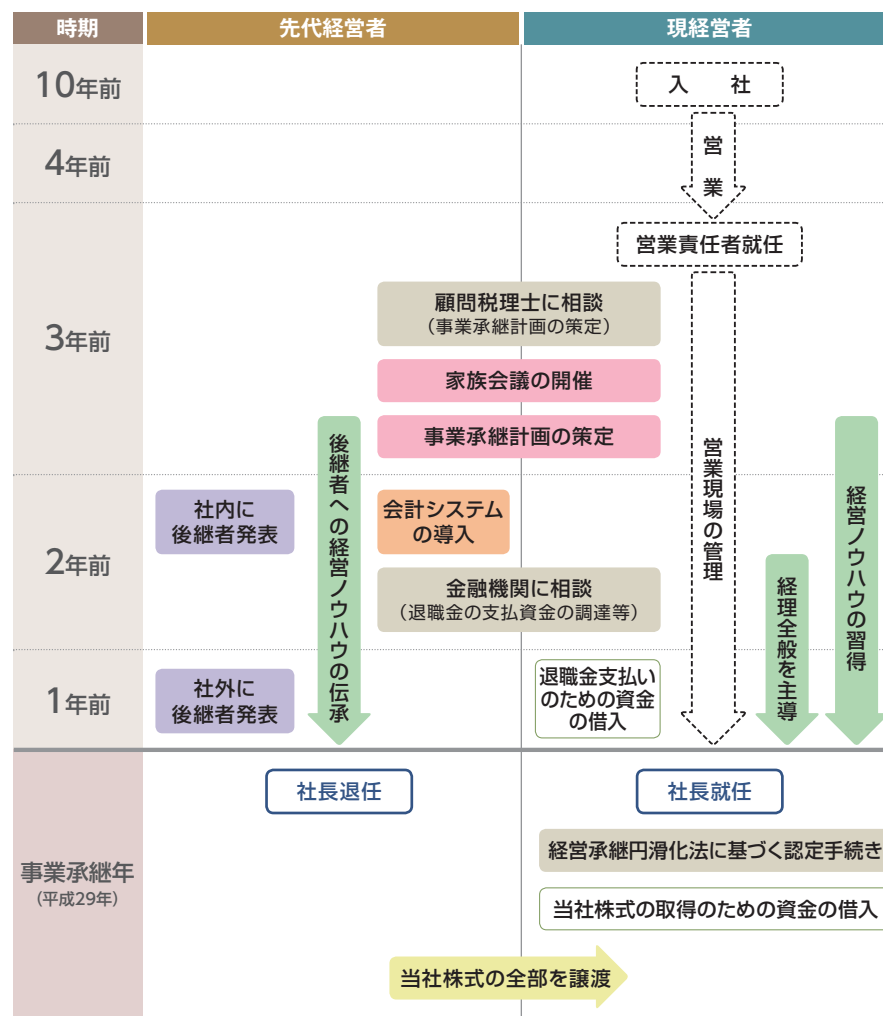 時期
先代経営者
現経営者
10年前
入 社
4年前
営業
3年前
営業責任者就任
顧問税理士に相談
（事業承継計画の策定）
家族会議の開催
事業承継計画の策定
後継者への経営ノウハウの伝承
営業現場の管理
経営ノウハウの習得
2年前
社内に
後継者発表
会計システム
の導入
金融機関に相談
（退職金の支払資金の調達等）
経理全般を主導
1年前
社外に
後継者発表
退職金支払い
のための資金
の借入
事業承継年
（平成29年）
社長退任
社長就任
経営承継円滑化法に基づく認定手続き
当社株式の取得のための資金の借入
当社株式の全部を譲渡